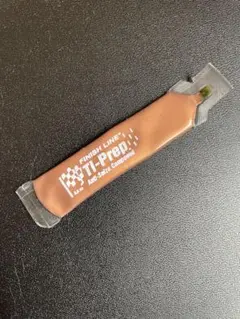 FINISH LINE
Ti-Prep
Anti-Seize Compound